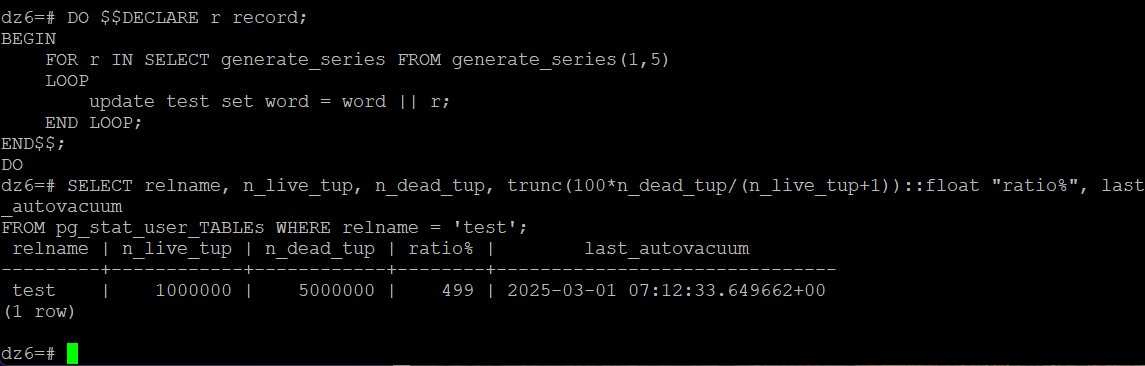 dz6=# DO $$DECLARE r record;
BEGIN
    FOR r IN SELECT generate_series FROM generate_series(1,5)
    LOOP
        update test set word = word || r;
    END LOOP;
END$$;
DO
dz6=# SELECT relname, n_live_tup, n_dead_tup, trunc(100*n_dead_tup/(n_live_tup+1))::float "ratio%", last
_autovacuum
FROM pg_stat_user_TABLEs WHERE relname = 'test';
 relname | n_live_tup | n_dead_tup | ratio% |        last_autovacuum
---------+------------+------------+--------+-------------------------------
 test    |    1000000 |    5000000 |    499 | 2025-03-01 07:12:33.649662+00
(1 row)
dz6=#